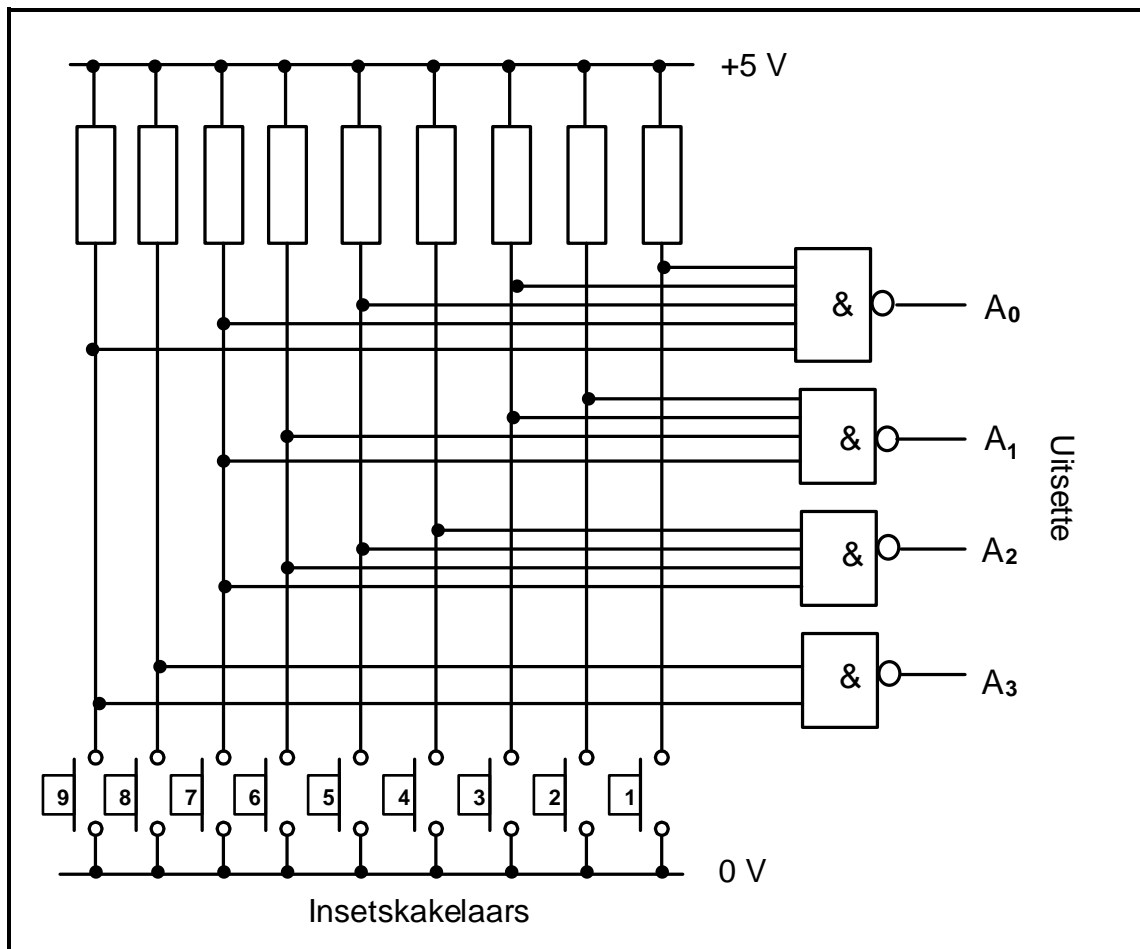 +5 V
& A0
& A1
Uitsette
& A2
& A3
9 8 7 6 5 4 3 2 1
0 V
Insetskakelaars